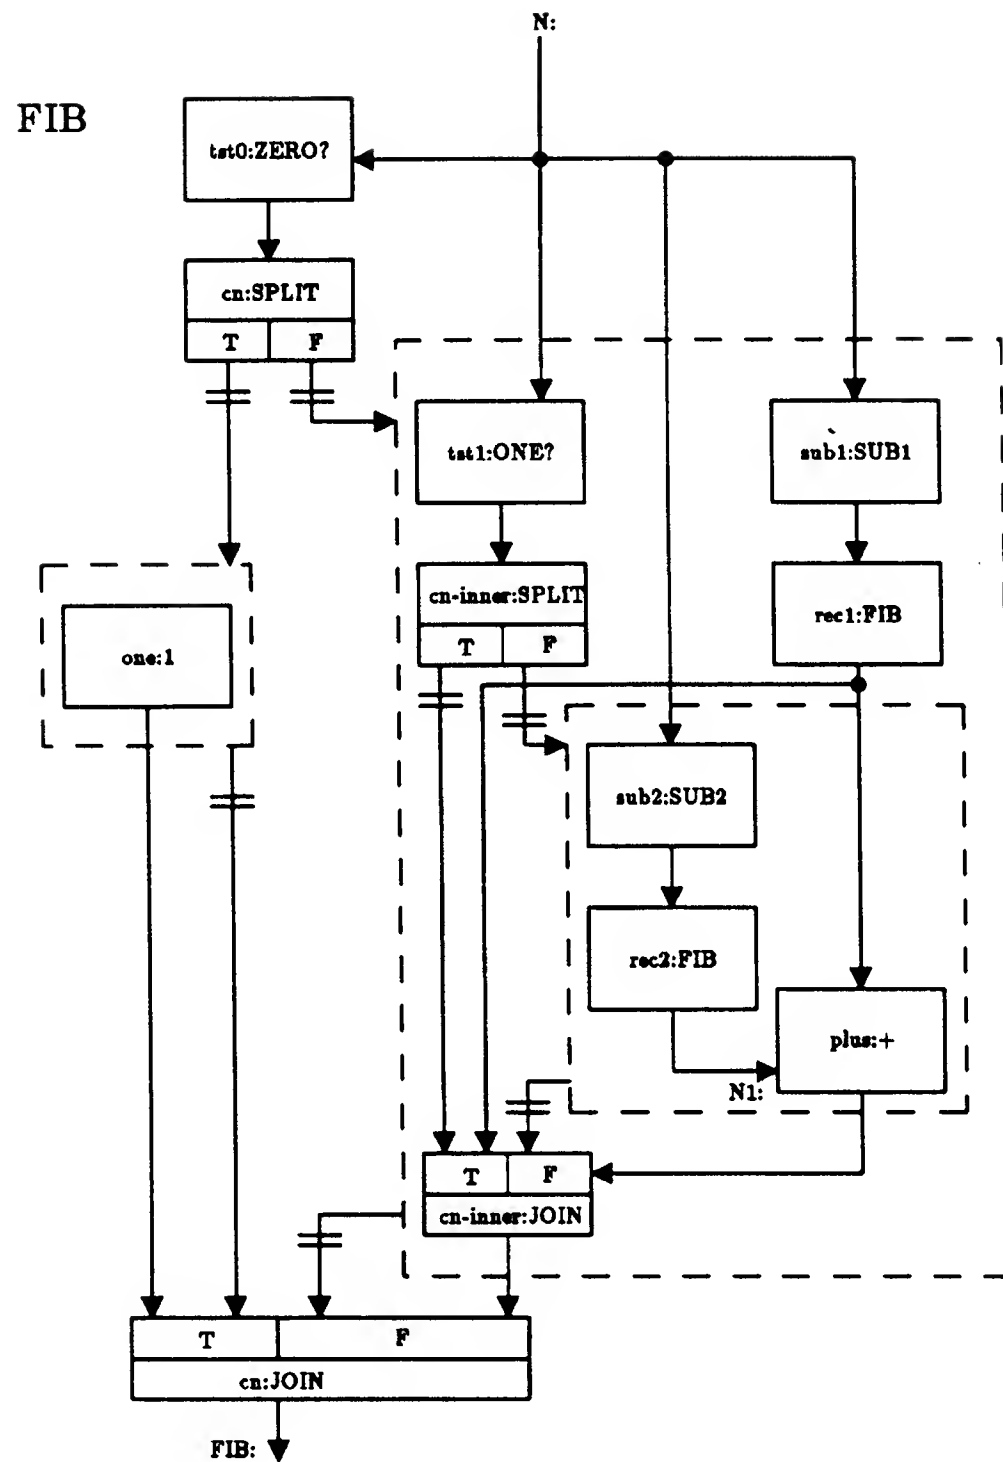 N:
FIB
tst0:ZERO?
cn:SPLIT
T F
tst1:ONE?
sub1:SUB1
cn-inner:SPLIT
T F
rec1:FIB
one:1
sub2:SUB2
rec2:FIB
plus:+
N1:
T F
cn-inner:JOIN
T F
cn:JOIN
FIB: